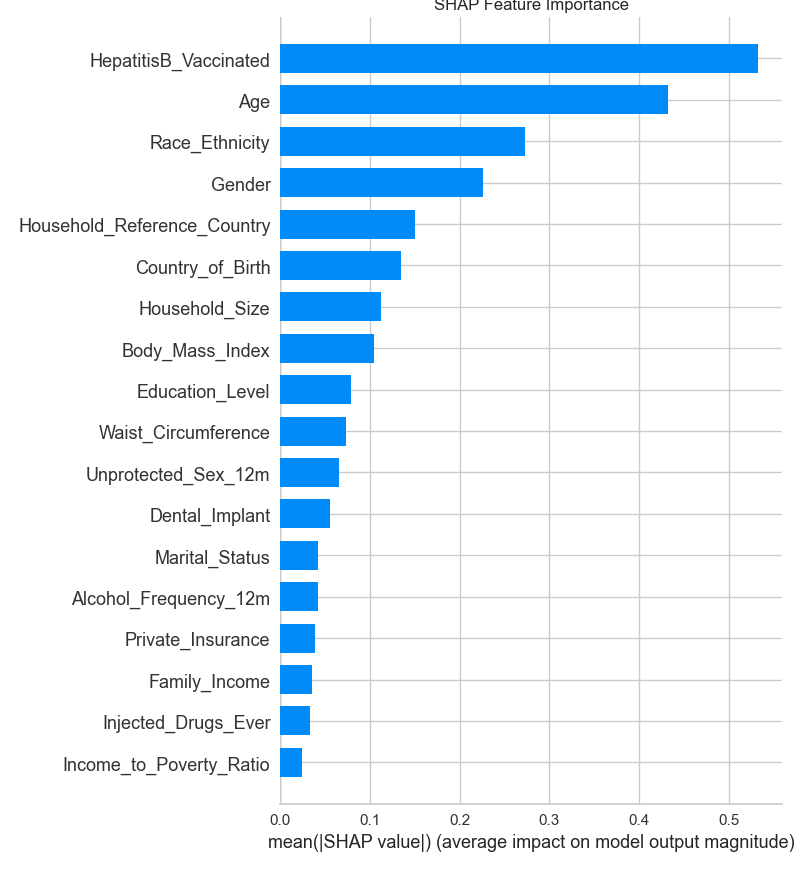 SHAP Feature Importance
HepatitisB_Vaccinated
Age
Race_Ethnicity
Gender
Household_Reference_Country
Country_of_Birth
Household_Size
Body_Mass_Index
Education_Level
Waist_Circumference
Unprotected_Sex_12m
Dental_Implant
Marital_Status
Alcohol_Frequency_12m
Private_Insurance
Family_Income
Injected_Drugs_Ever
Income_to_Poverty_Ratio
0.0 0.1 0.2 0.3 0.4 0.5
mean(|SHAP value|) (average impact on model output magnitude)